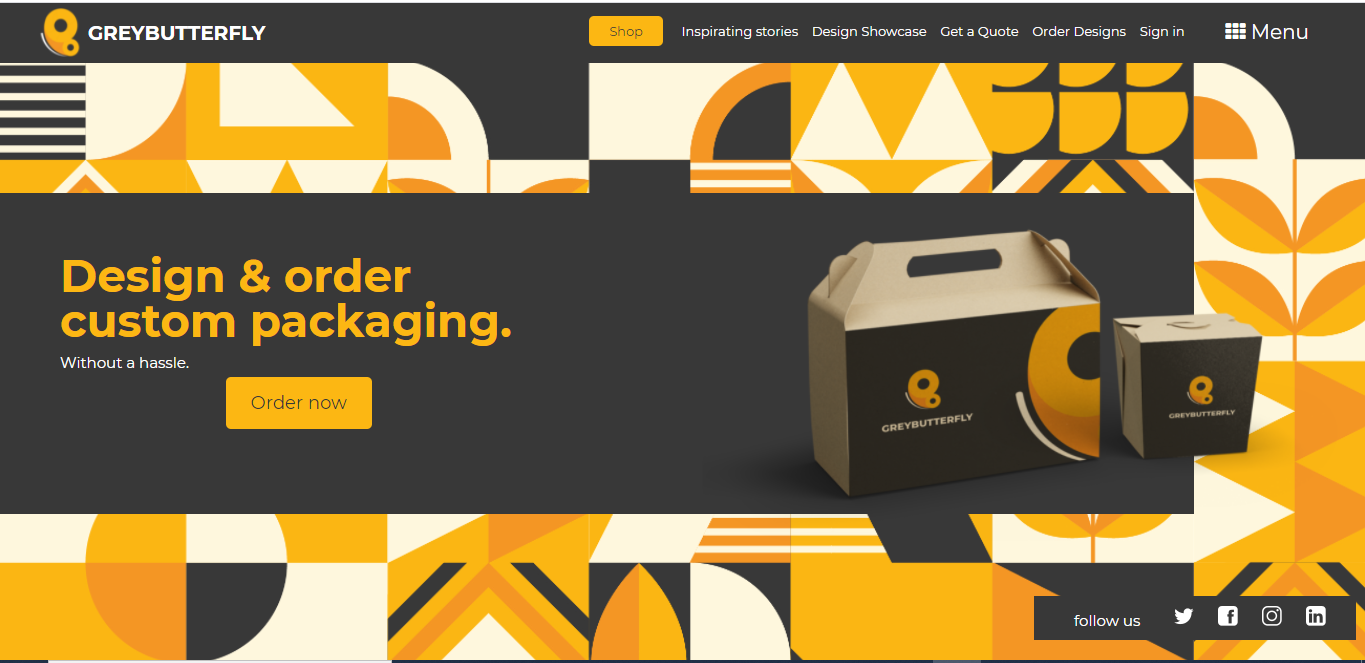 GREYBUTTERFLY
Shop
Inspirating stories
Design Showcase
Get a Quote
Order Designs
Sign in
Menu
Design & order
custom packaging.
Without a hassle.
Order now
GREYBUTTERFLY
GREYBUTTERFLY
follow us